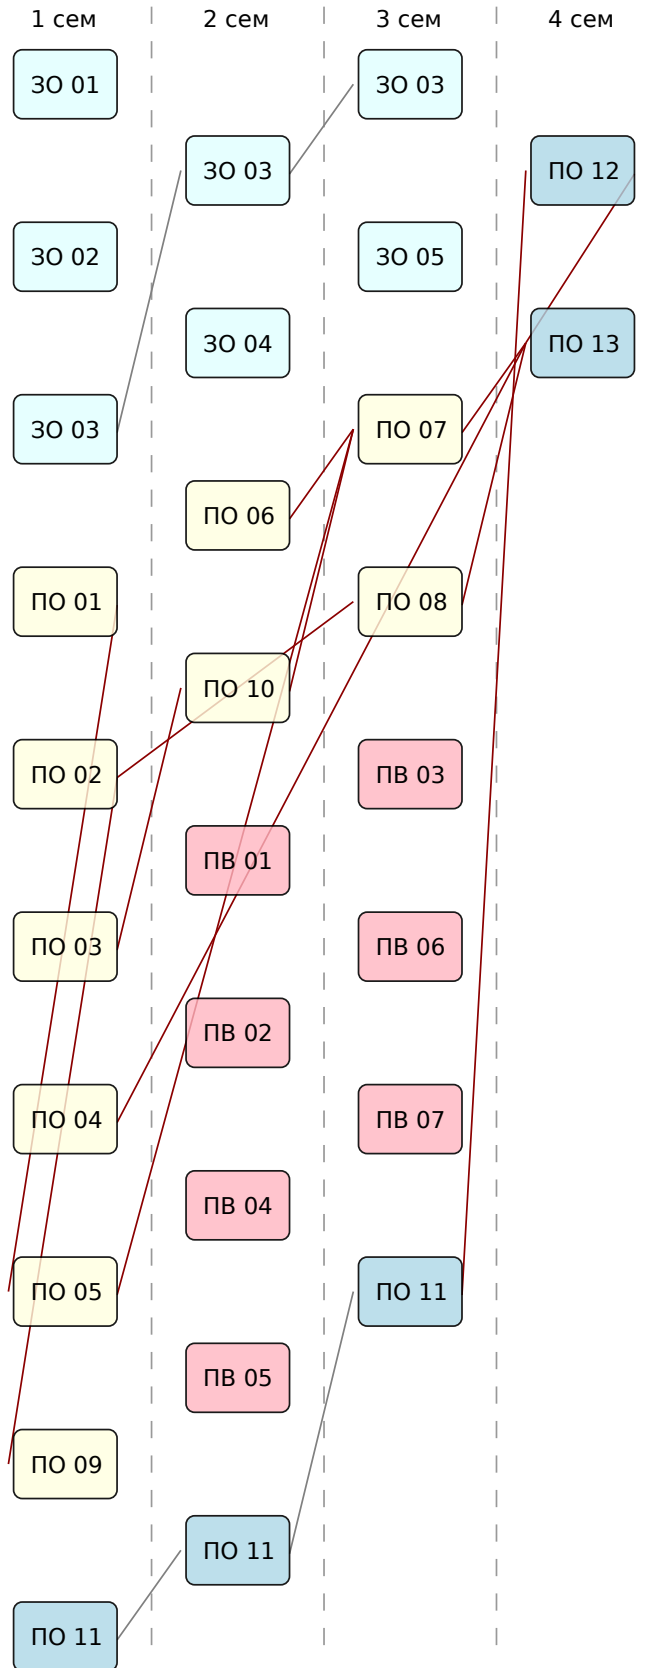 1 сем 2 сем 3 сем 4 сем
ЗО 01 ЗО 03
ЗО 03 ПО 12
ЗО 02 ЗО 05
ЗО 04 ПО 13
ЗО 03 ПО 07
ПО 06
ПО 01 ПО 08
ПО 10
ПО 02 ПВ 03
ПВ 01
ПО 03 ПВ 06
ПВ 02
ПО 04 ПВ 07
ПВ 04
ПО 05 ПО 11
ПВ 05
ПО 09
ПО 11
ПО 11